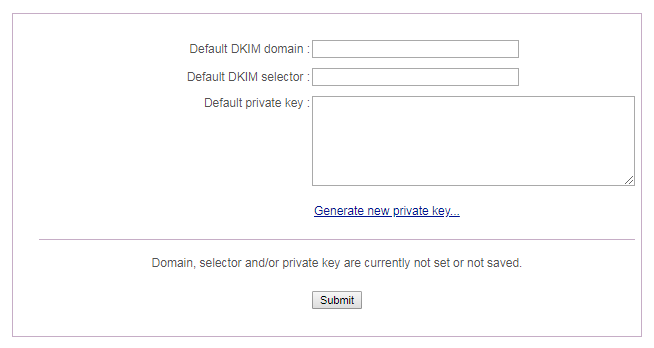 Default DKIM domain :
Default DKIM selector :
Default private key :
Generate new private key...
Domain, selector and/or private key are currently not set or not saved.
Submit